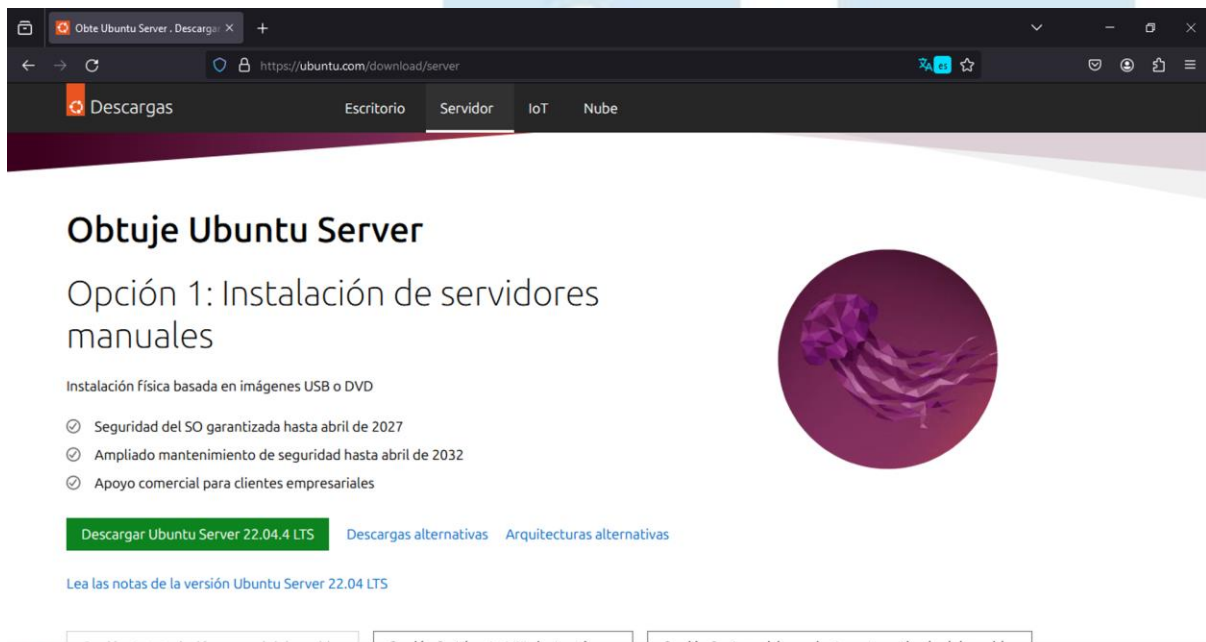 Obte Ubuntu Server . Descarga
https://ubuntu.com/download/server
es
Descargas
Escritorio
Servidor
IoT
Nube
Obtuje Ubuntu Server
Opción 1: Instalación de servidores
manuales
Instalación física basada en imágenes USB o DVD
Seguridad del SO garantizada hasta abril de 2027
Ampliado mantenimiento de seguridad hasta abril de 2032
Apoyo comercial para clientes empresariales
Descargar Ubuntu Server 22.04.4 LTS
Descargas alternativas
Arquitecturas alternativas
Lea las notas de la versión Ubuntu Server 22.04 LTS